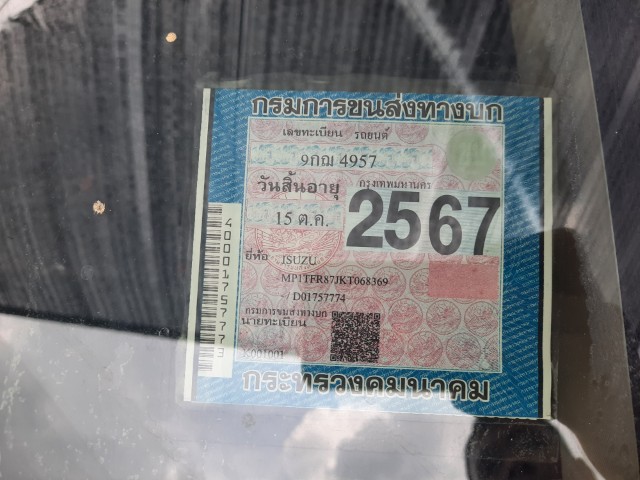 กรมการขนส่งทางบก
เลขทะเบียน รถยนต์
9กฌ 4957
วันสิ้นอายุ กรุงเทพมหานคร
15 ต.ค. 2567
ยี่ห้อ ISUZU
MP1TFR87JKT068369
- D01757774
กรมการขนส่งทางบก
นายทะเบียน
กระทรวงคมนาคม